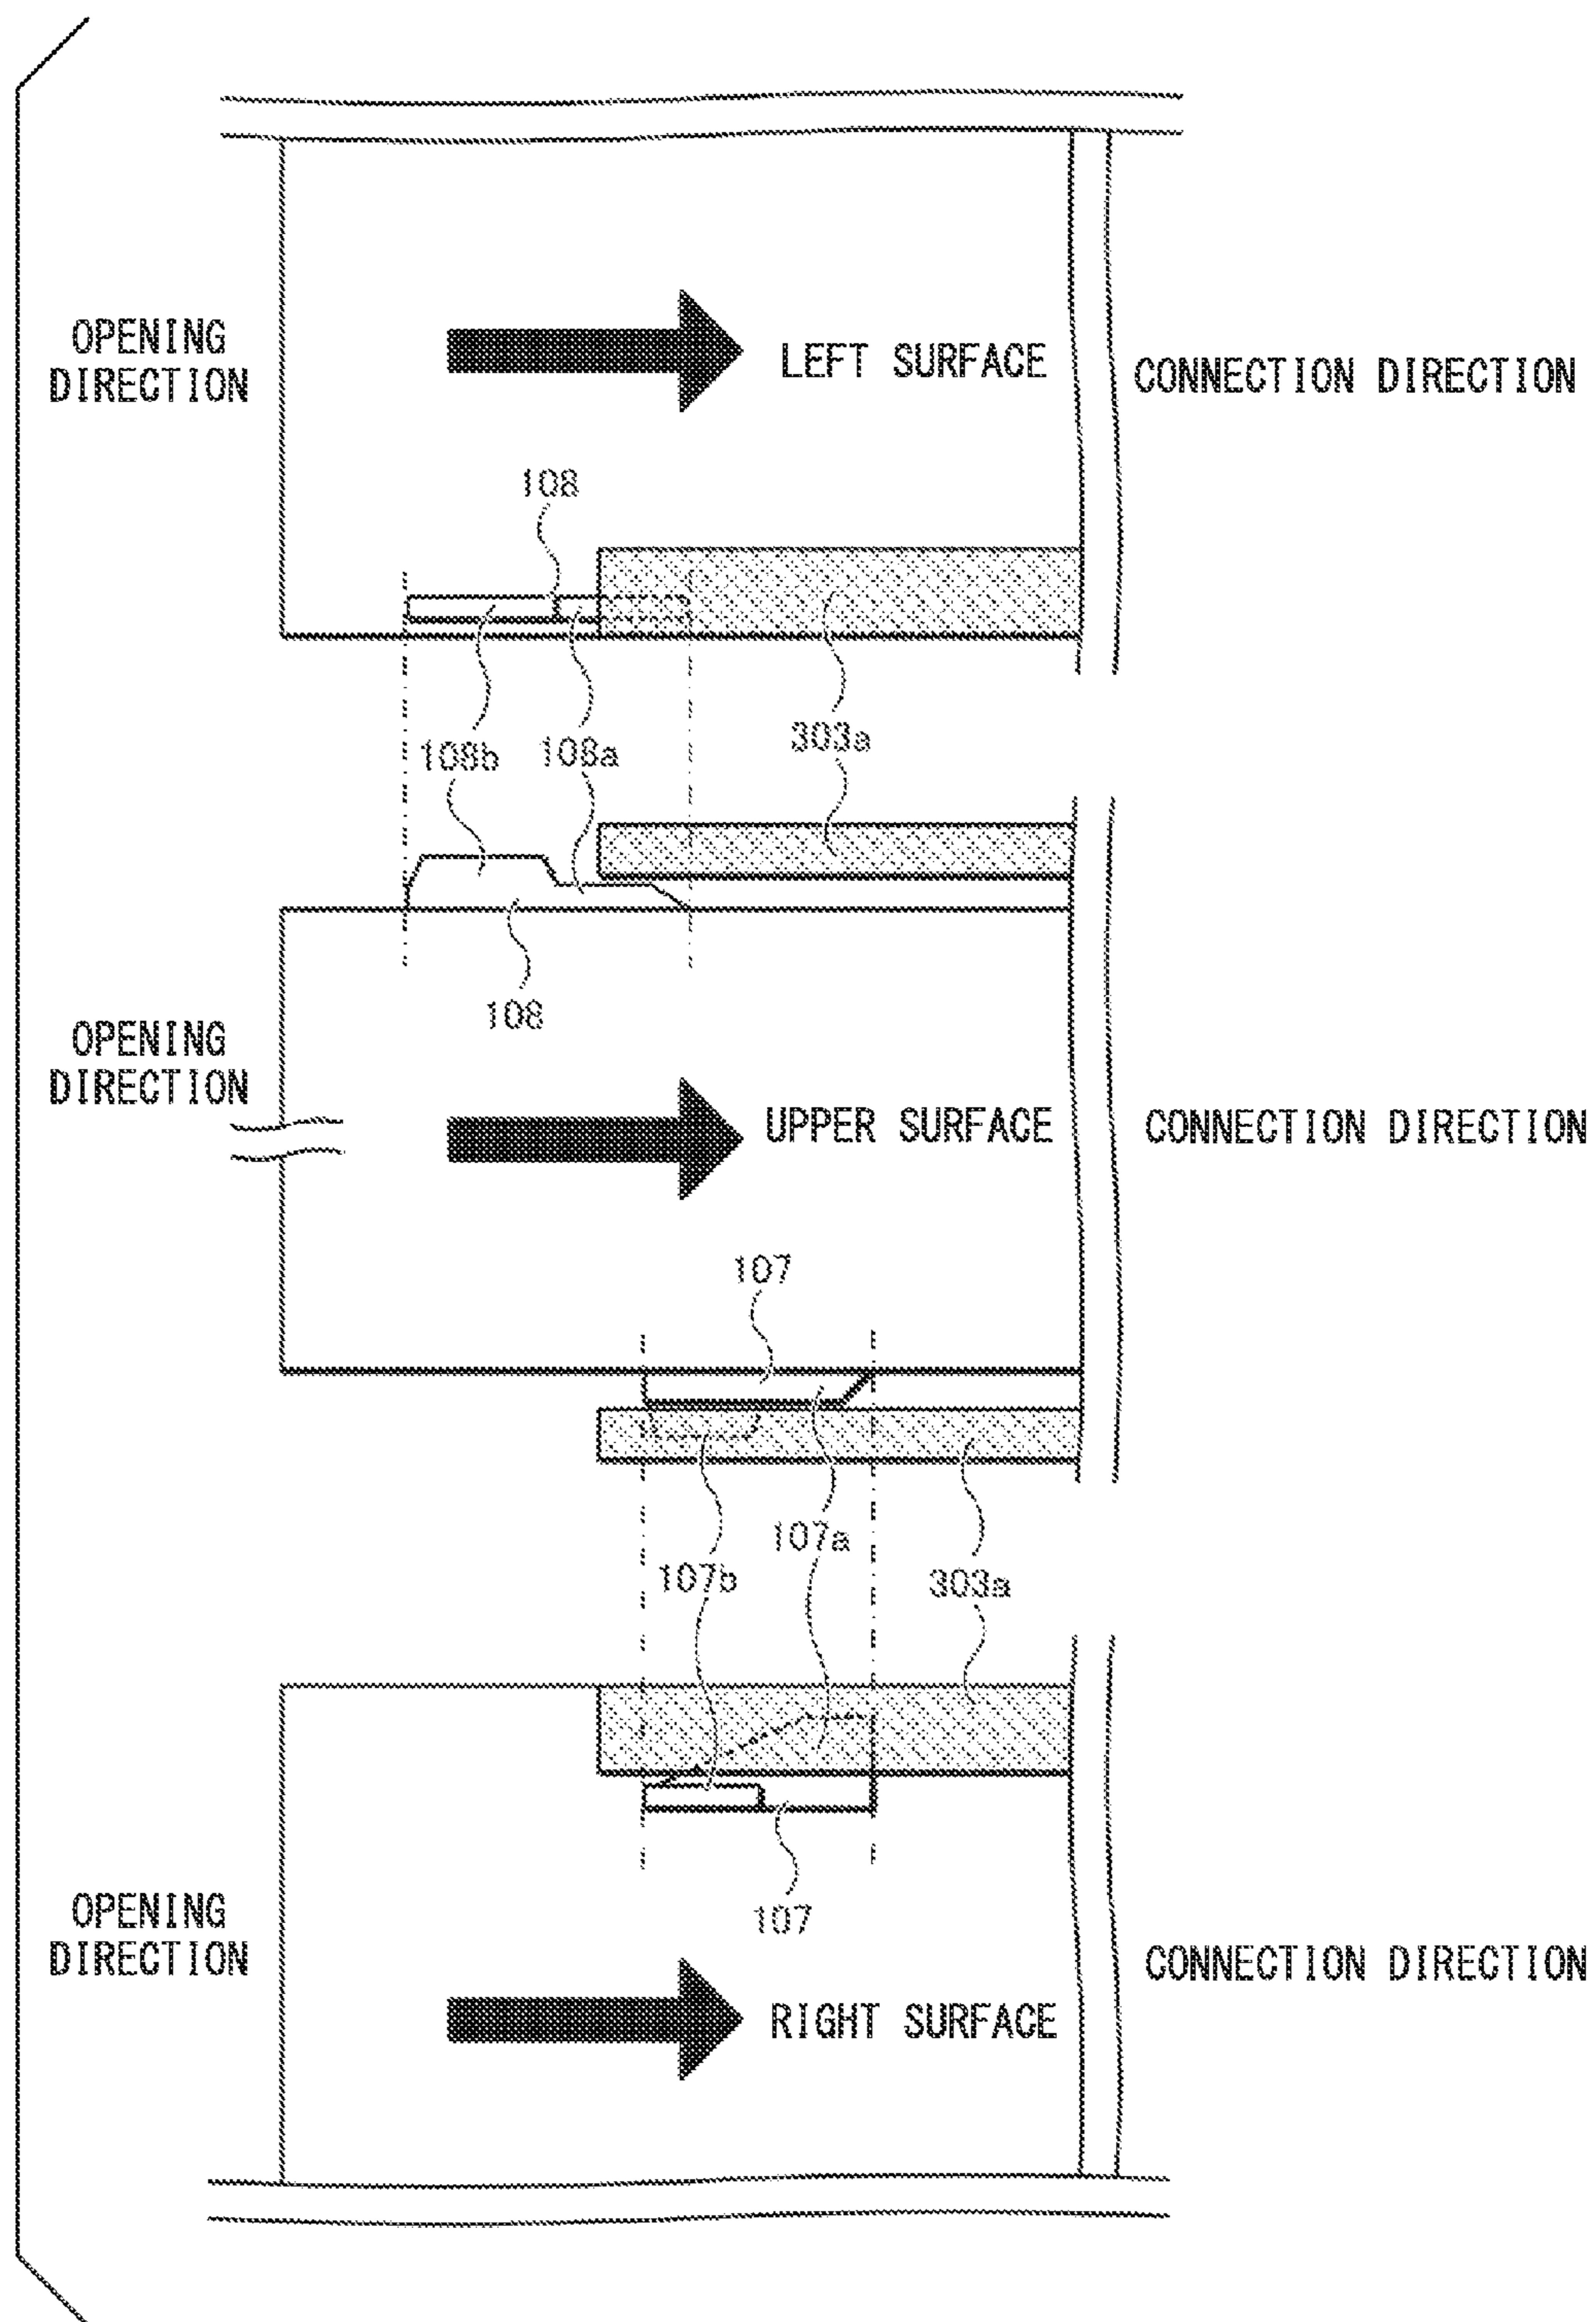 OPENING
DIRECTION
LEFT SURFACE
CONNECTION DIRECTION
108
108b
108a
303a
108
OPENING
DIRECTION
UPPER SURFACE
CONNECTION DIRECTION
107
107a
107b
303a
107
OPENING
DIRECTION
RIGHT SURFACE
CONNECTION DIRECTION